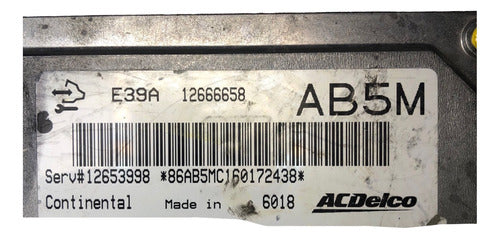 E39A 12666658 AB5M
Serv#12653998 *86AB5MC160172438*
Continental Made in 6018 ACDelco